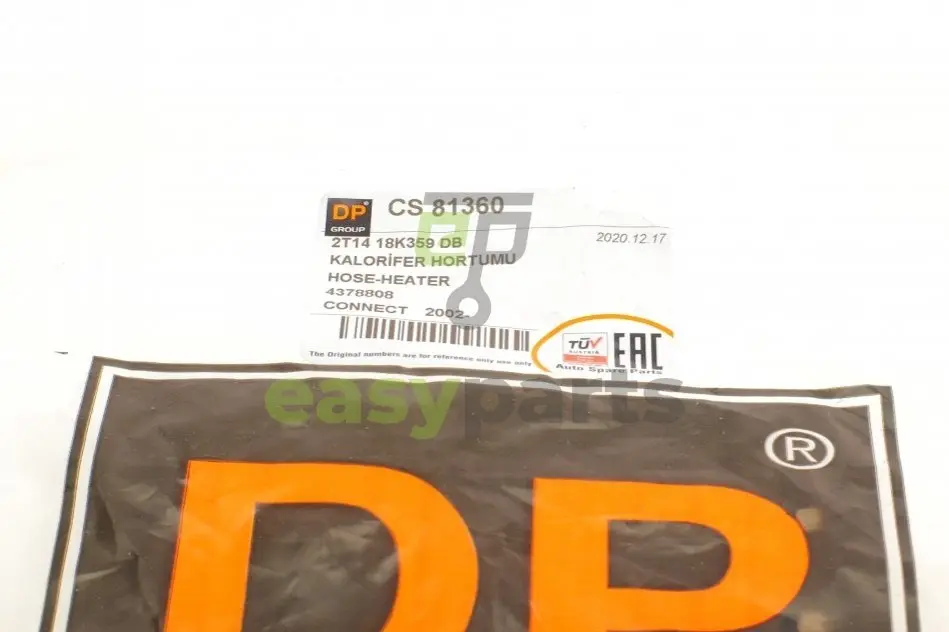 DP®
GROUP
CS 81360
2020.12.17
2T14 18K359 DB
KALORİFER HORTUMU
HOSE-HEATER
4378808
CONNECT 2002-
The Original numbers are for reference only use only
TÜV
AUSTRIA
EAC
Auto Spare Parts
easyparts
®
DP